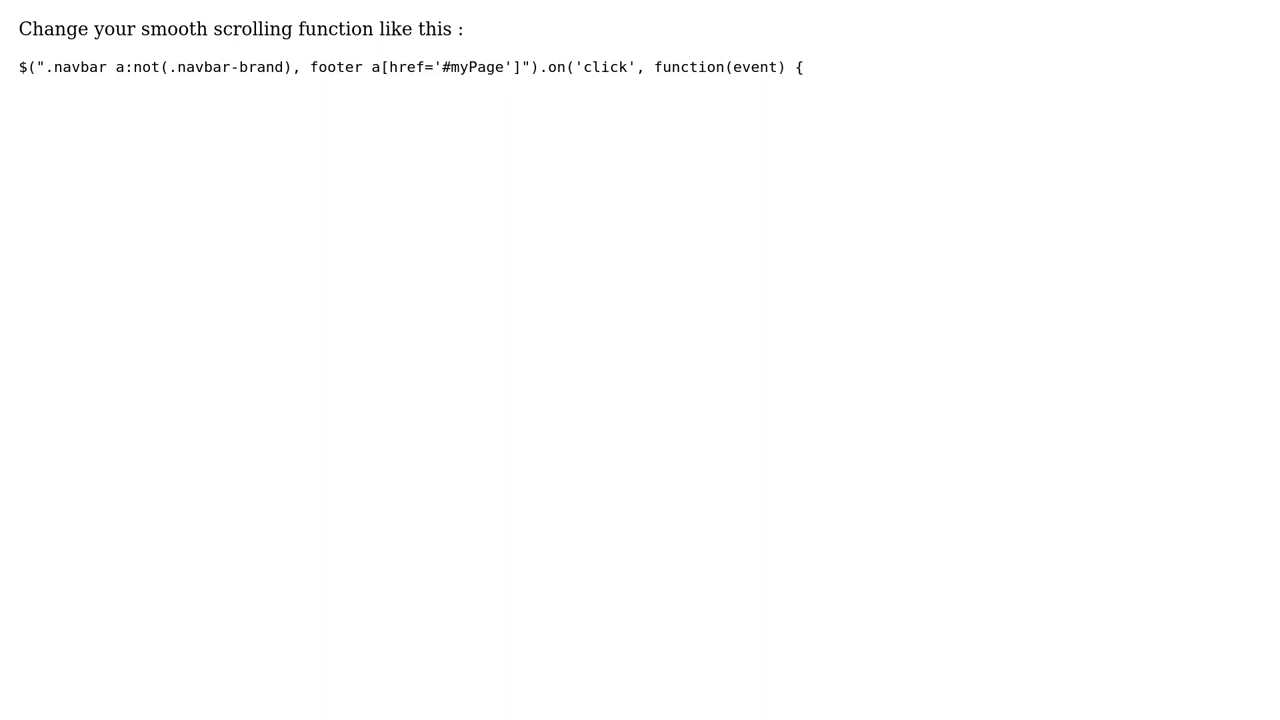 Change your smooth scrolling function like this :
$(".navbar a:not(.navbar-brand), footer a[href='#myPage']").on('click', function(event) {